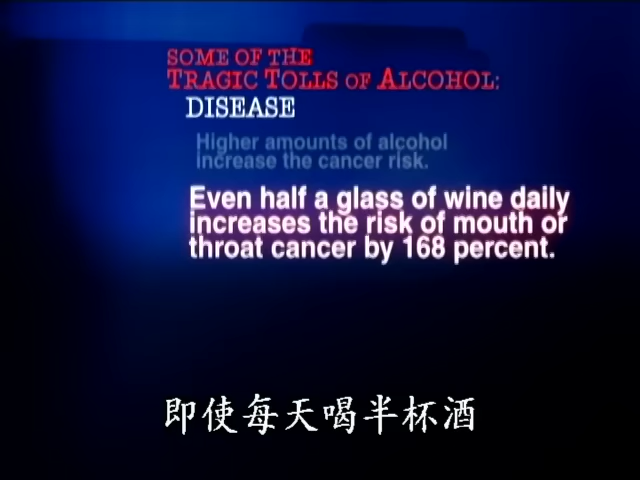 SOME OF THE
TRAGIC TOLLS OF ALCOHOL:
DISEASE
Higher amounts of alcohol
increase the cancer risk.
Even half a glass of wine daily
increases the risk of mouth or
throat cancer by 168 percent.
即使每天喝半杯酒